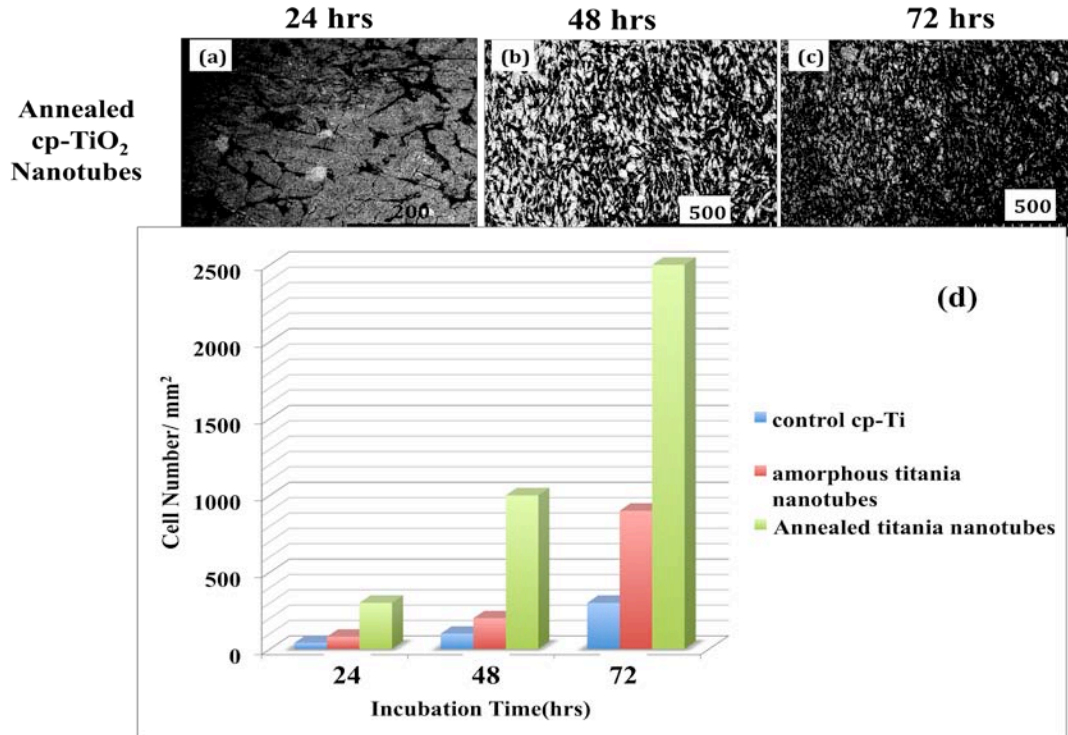 24 hrs
48 hrs
72 hrs
Annealed
cp-TiO₂
Nanotubes
(a)
200
(b)
500
(c)
500
(d)
Cell Number/ mm²
2500
2000
1500
1000
500
0
24
48
72
Incubation Time(hrs)
control cp-Ti
amorphous titania
nanotubes
Annealed titania nanotubes